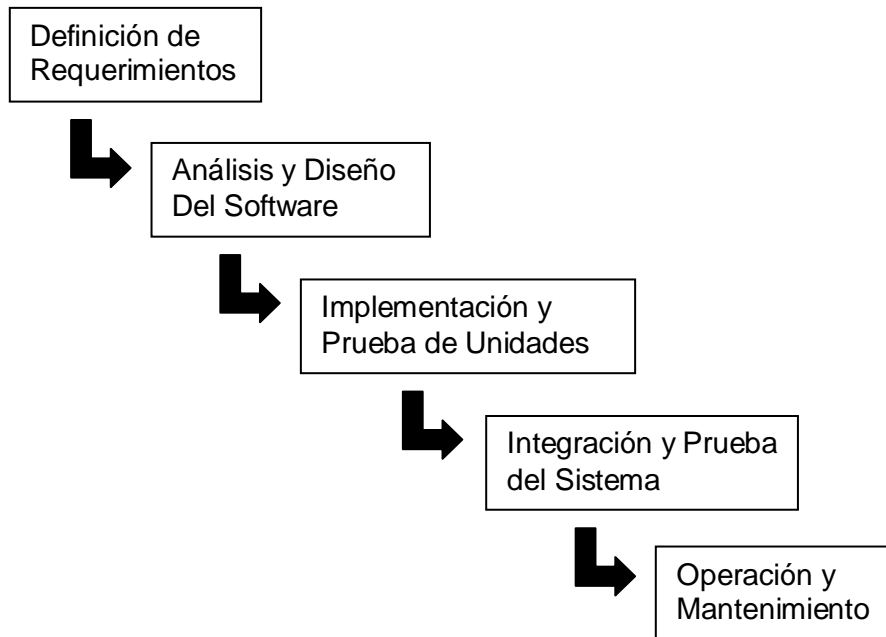 Definición de
Requerimientos
Análisis y Diseño
Del Software
Implementación y
Prueba de Unidades
Integración y Prueba
del Sistema
Operación y
Mantenimiento